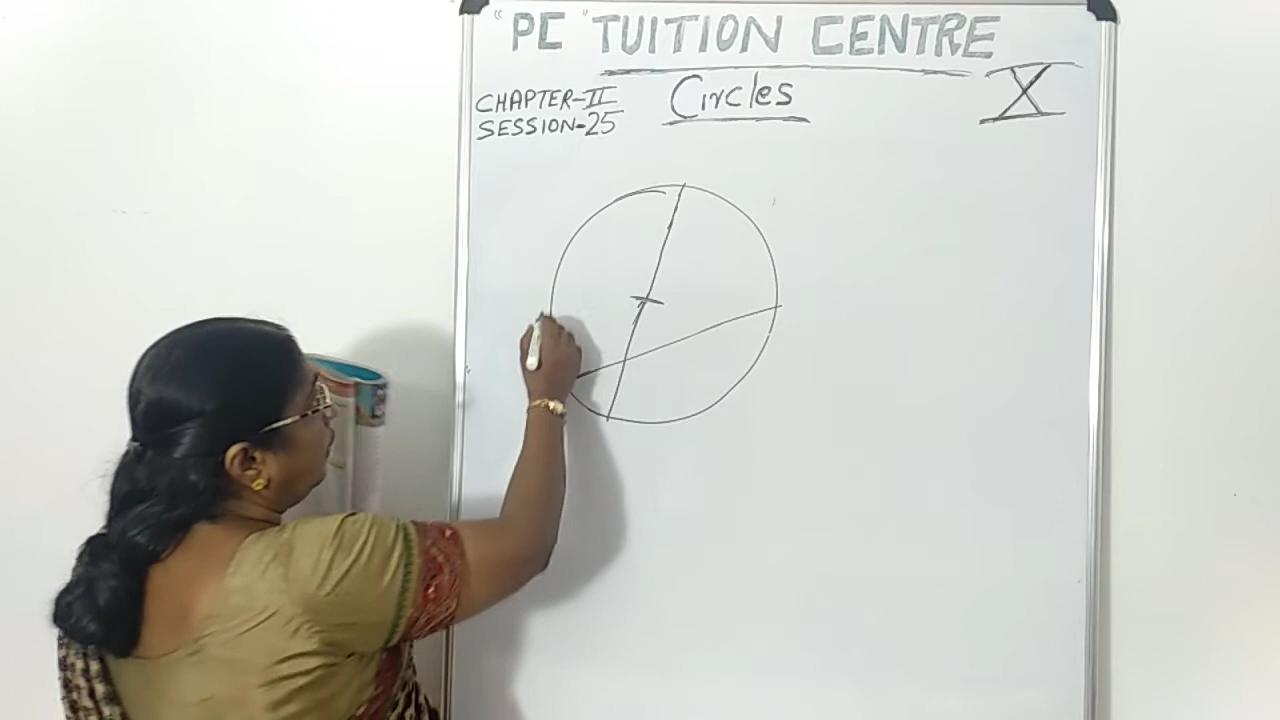 "PC" TUITION CENTRE
CHAPTER-II
Circles
X
SESSION-25